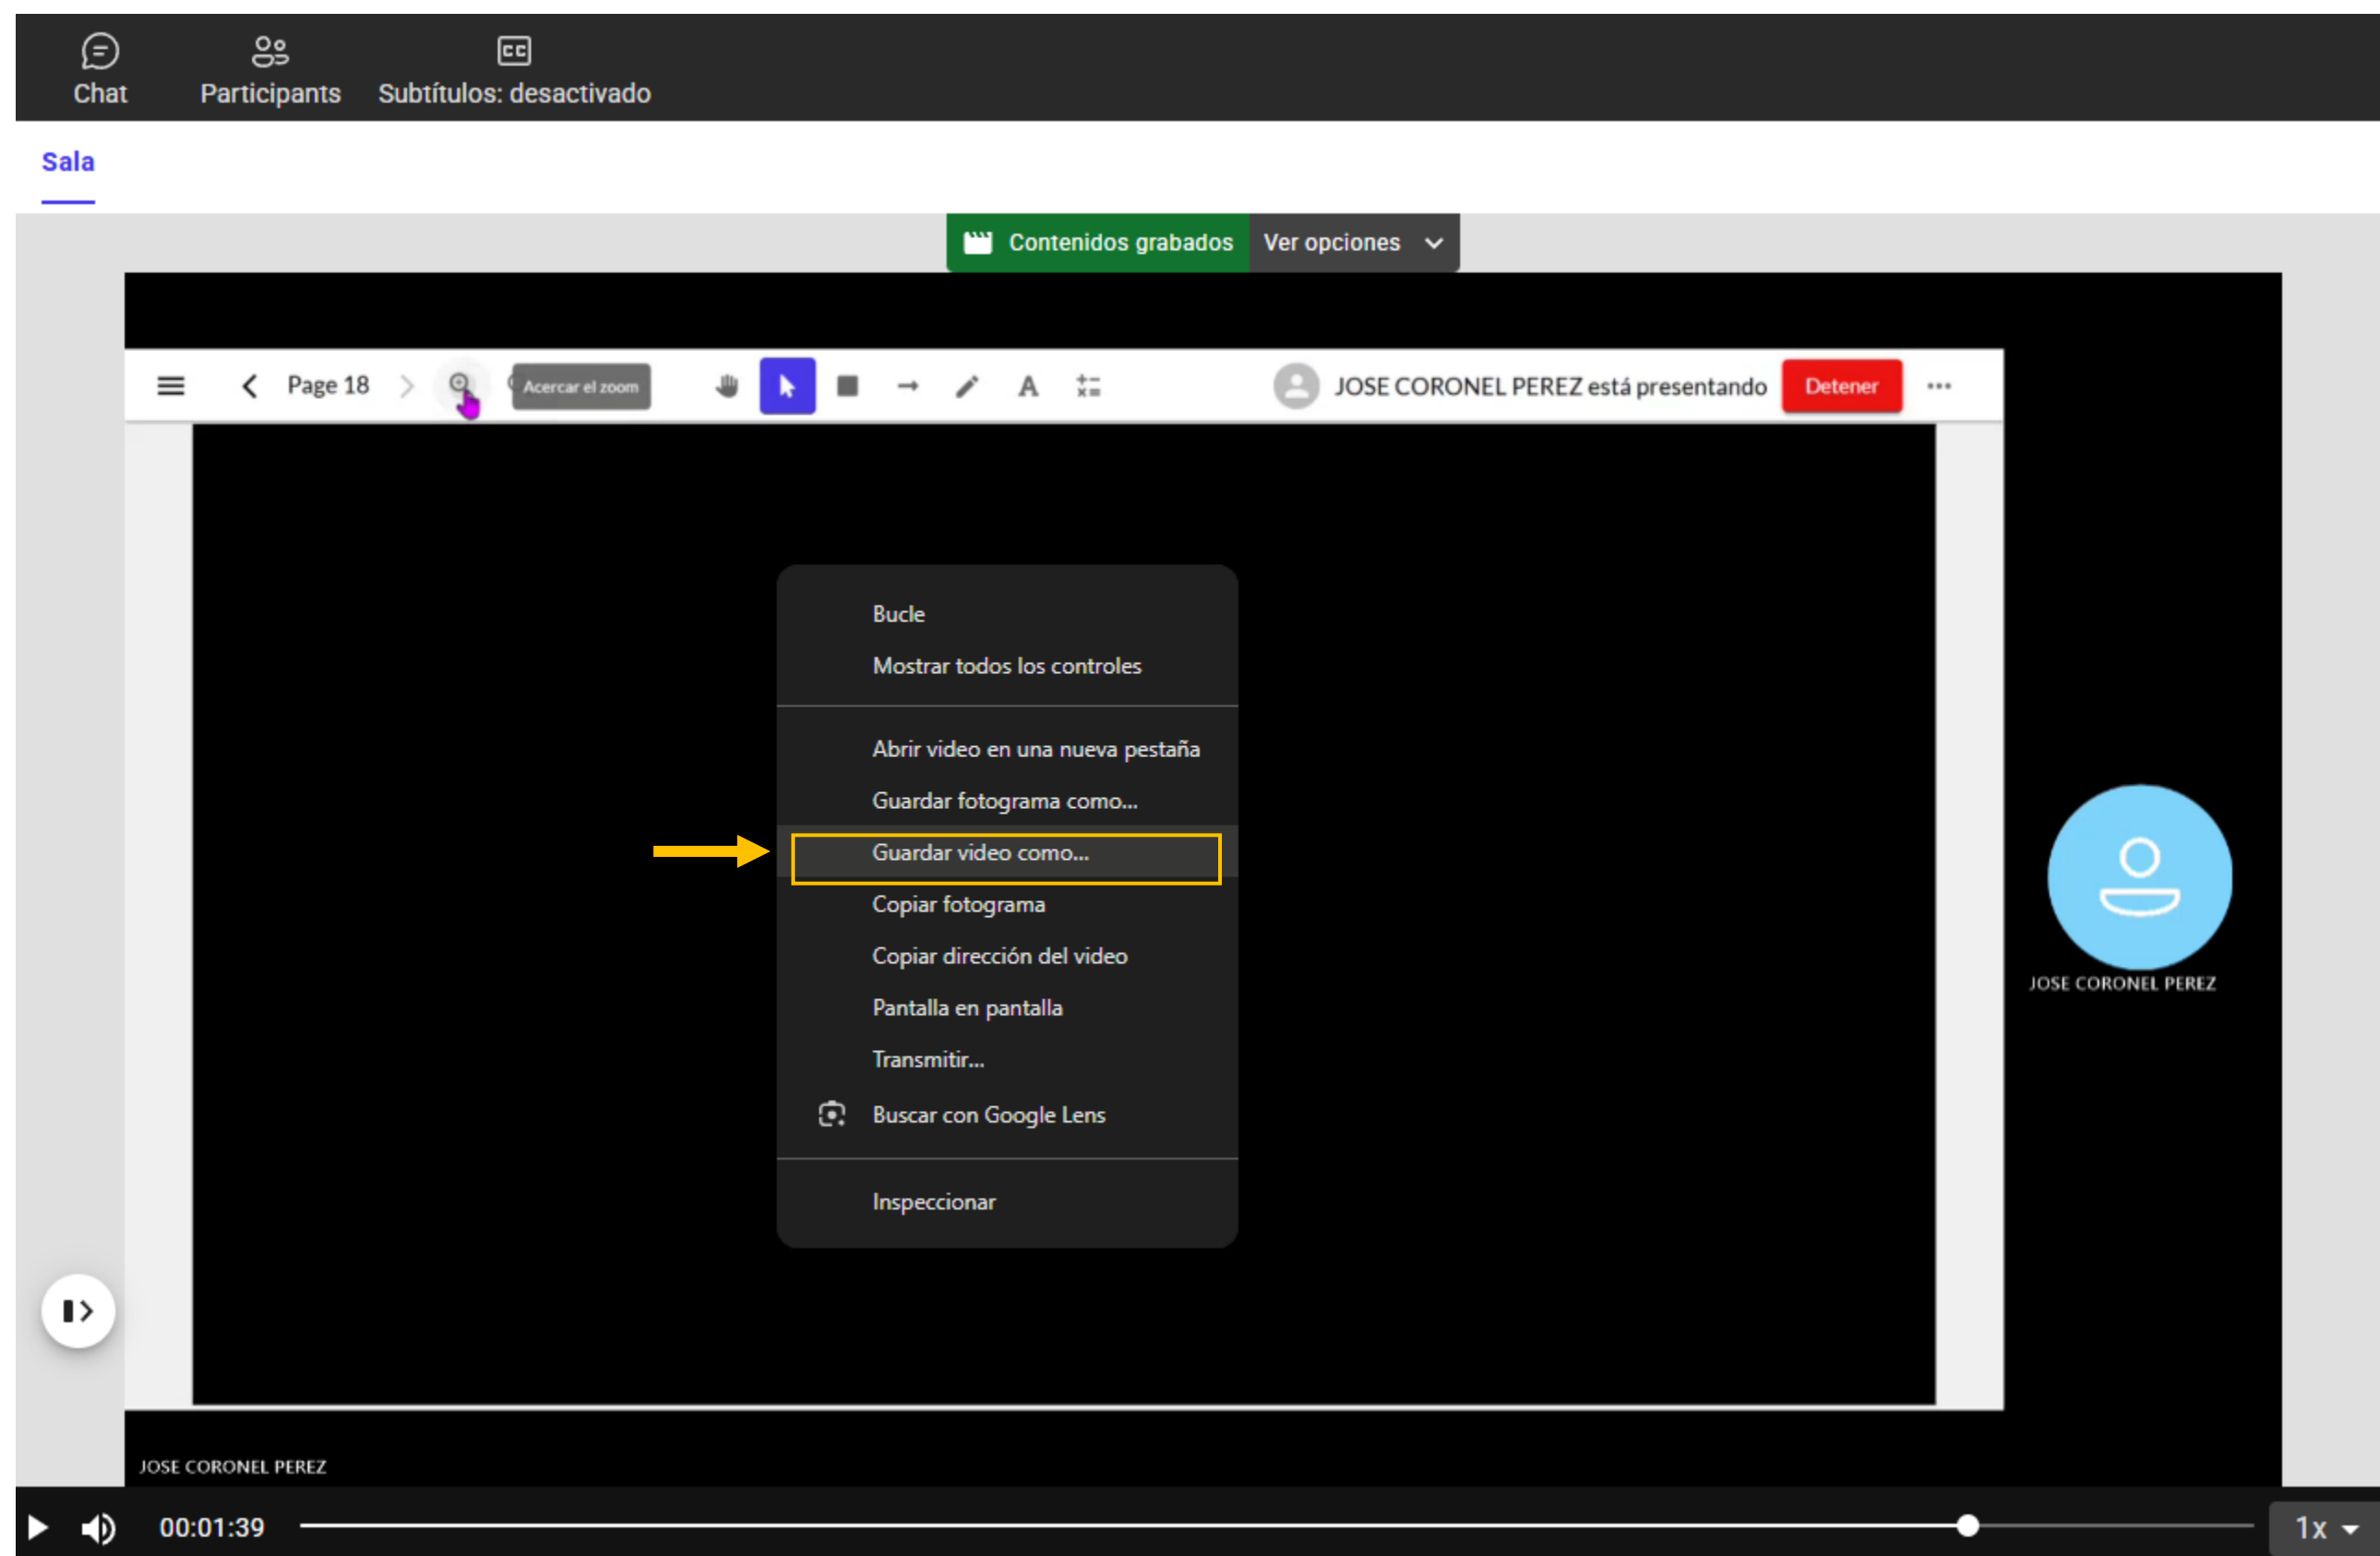 Chat
Participants
Subtítulos: desactivado
Sala
Contenidos grabados
Ver opciones
Page 18
Acercar el zoom
A
JOSE CORONEL PEREZ está presentando
Detener
Bucle
Mostrar todos los controles
Abrir video en una nueva pestaña
Guardar fotograma como...
Guardar video como...
Copiar fotograma
Copiar dirección del video
Pantalla en pantalla
Transmitir...
Buscar con Google Lens
Inspeccionar
JOSE CORONEL PEREZ
JOSE CORONEL PEREZ
00:01:39
1x